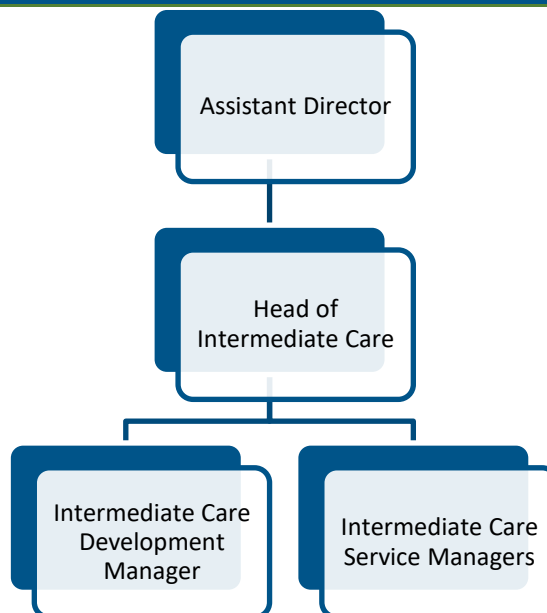 Assistant Director
Head of
Intermediate Care
Intermediate Care
Development
Manager
Intermediate Care
Service Managers